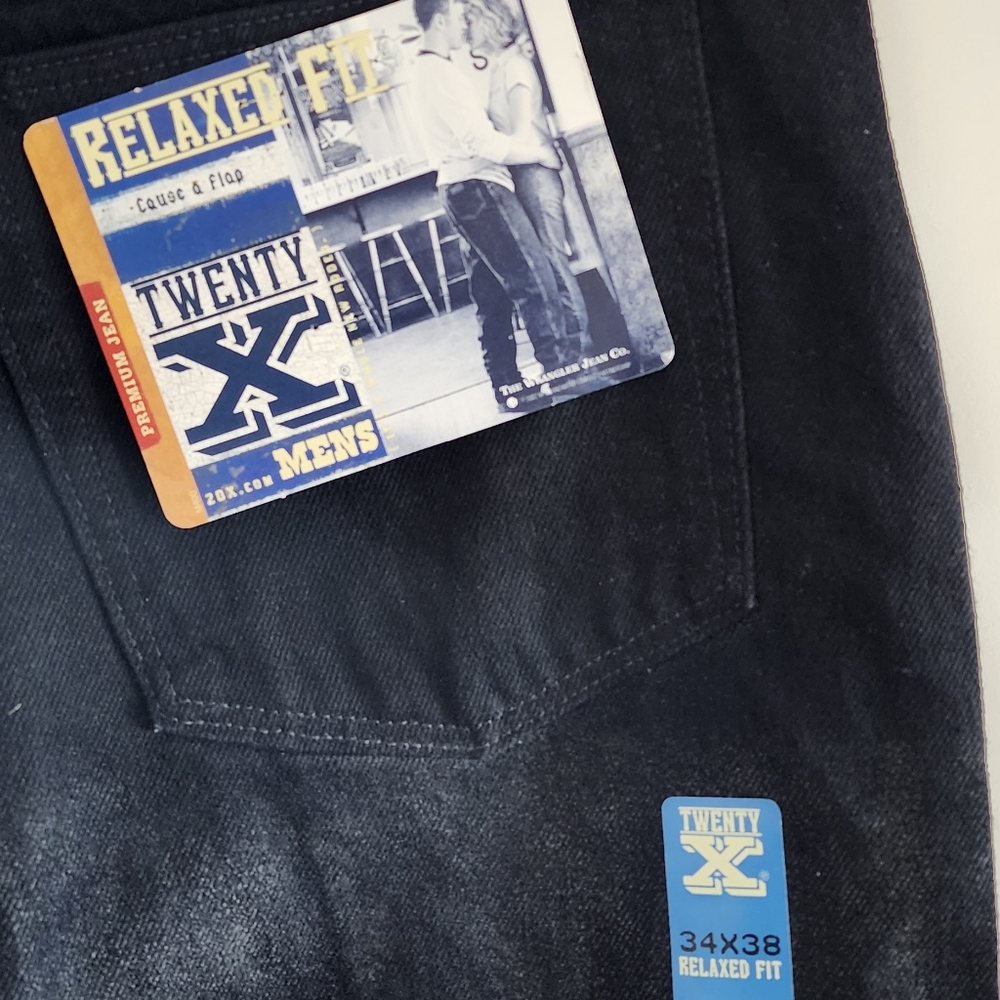 RELAXED FIT
-Cause & Flap
TWENTY
X
®
MENS
20X.COM
PREMIUM JEAN
THE WRANGLER JEAN CO.
TWENTY
X
®
34X38
RELAXED FIT